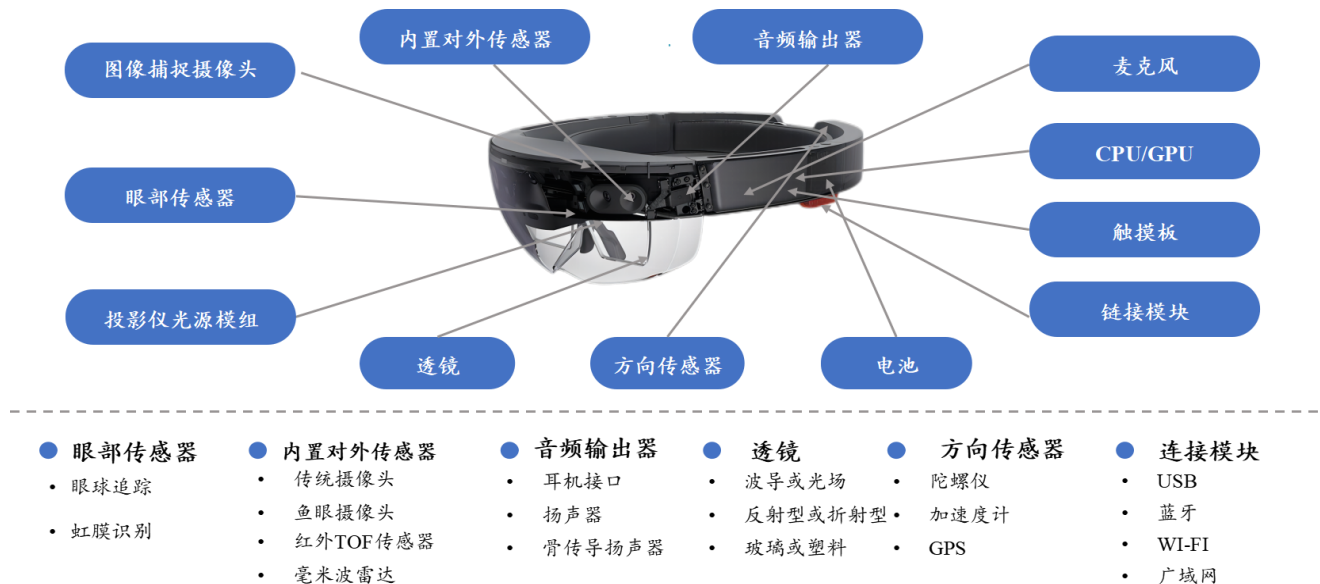 内置对外传感器
音频输出器
图像捕捉摄像头
麦克风
CPU/GPU
眼部传感器
触摸板
投影仪光源模组
链接模块
透镜
方向传感器
电池
眼部传感器
• 眼球追踪
• 虹膜识别
内置对外传感器
• 传统摄像头
• 鱼眼摄像头
• 红外TOF传感器
• 毫米波雷达
音频输出器
• 耳机接口
• 扬声器
• 骨传导扬声器
透镜
• 波导或光场
• 反射型或折射型
• 玻璃或塑料
方向传感器
• 陀螺仪
• 加速度计
• GPS
连接模块
• USB
• 蓝牙
• WI-FI
• 广域网